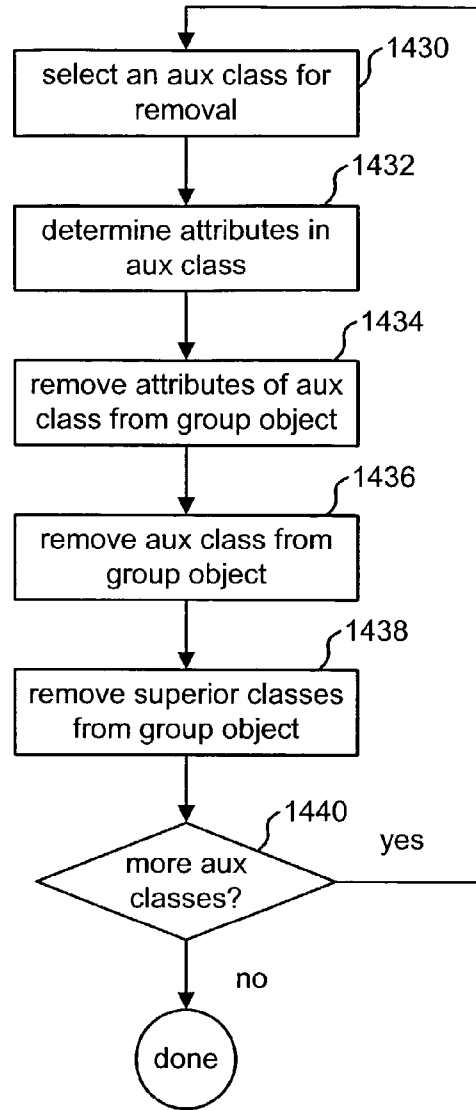 1430
select an aux class for
removal
1432
determine attributes in
aux class
1434
remove attributes of aux
class from group object
1436
remove aux class from
group object
1438
remove superior classes
from group object
1440
more aux
classes?
yes
no
done